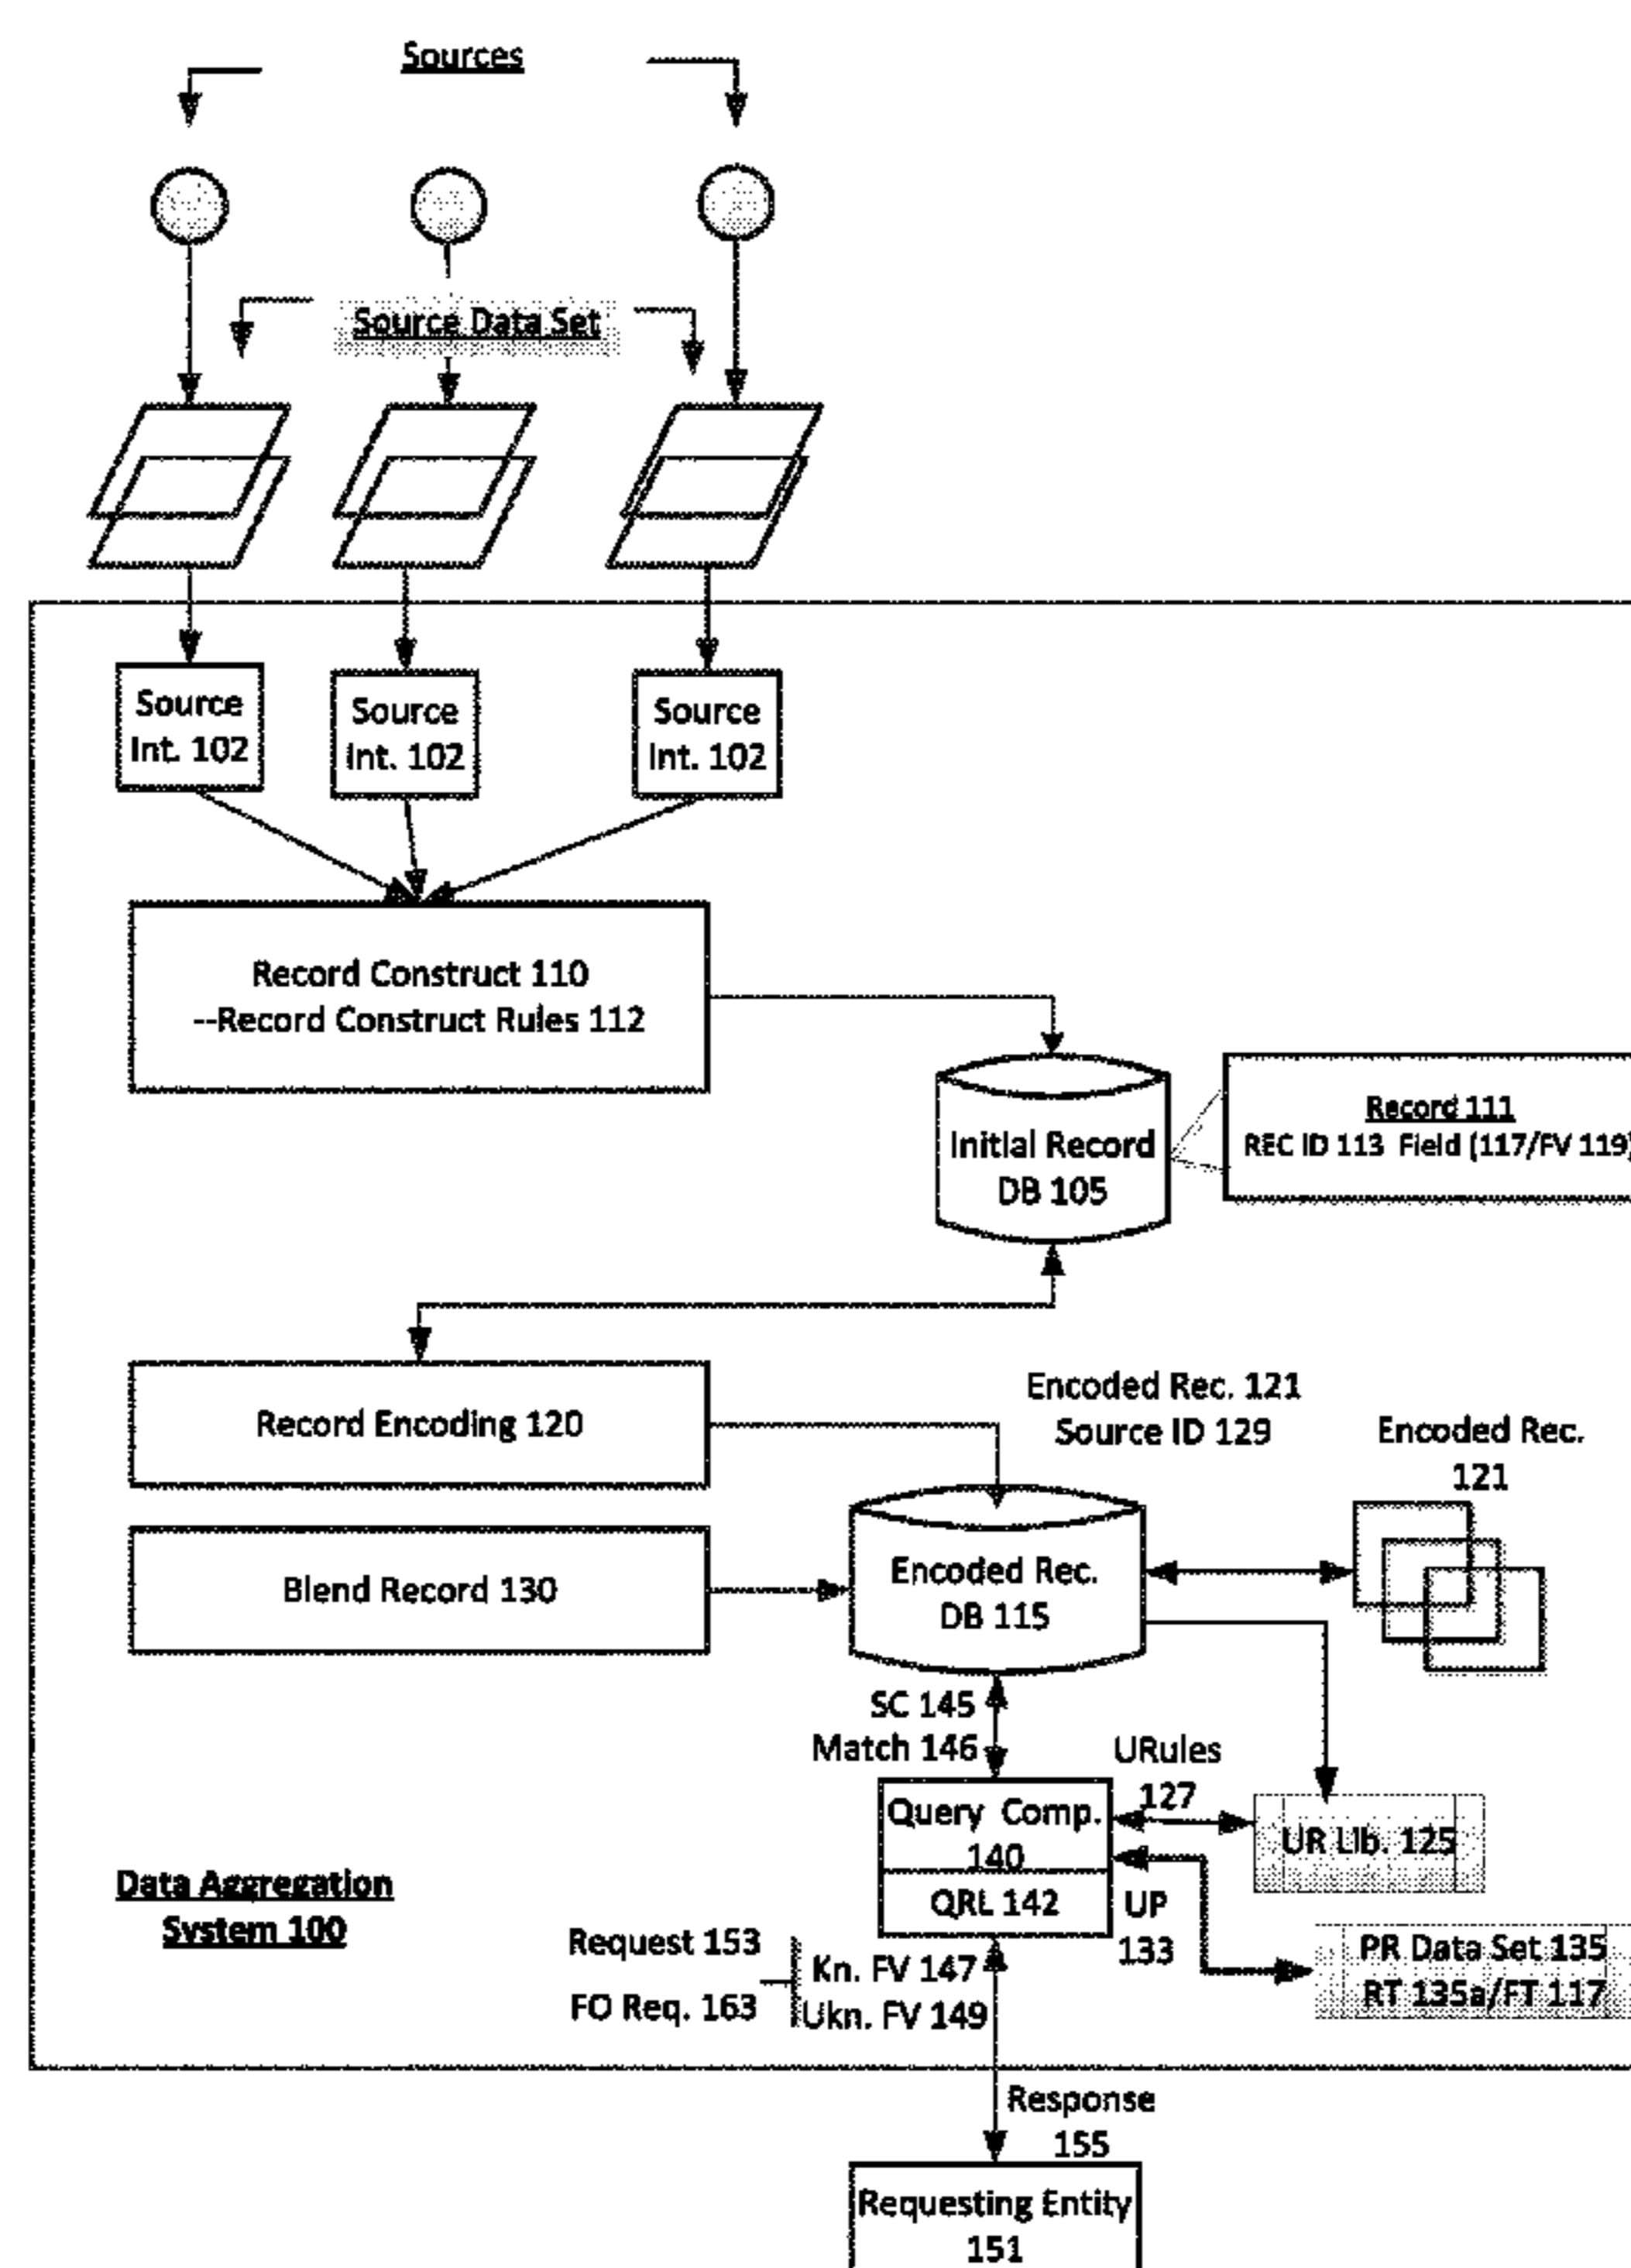 Sources
Source Data Set
Source
Int. 102
Source
Int. 102
Source
Int. 102
Record Construct 110
--Record Construct Rules 112
Initial Record
DB 105
Record 111
REC ID 113 Field (117/FV 119)
Record Encoding 120
Encoded Rec. 121
Source ID 129
Encoded Rec.
121
Blend Record 130
Encoded Rec.
DB 115
SC 145
Match 146
URules
127
Query Comp.
140
QRL 142
UR Lib. 125
UP
133
PR Data Set 135
RT 135a/FT 117
Data Aggregation
System 100
Request 153
FO Req. 163
Kn. FV 147
Ukn. FV 149
Response
155
Requesting Entity
151